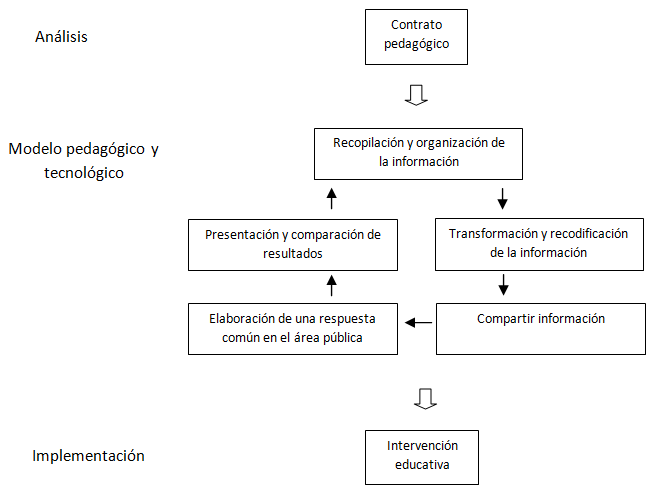 Análisis
Contrato
pedagógico
Modelo pedagógico y
tecnológico
Recopilación y organización de
la información
Presentación y comparación de
resultados
Transformación y recodificación
de la información
Elaboración de una respuesta
común en el área pública
Compartir información
Implementación
Intervención
educativa